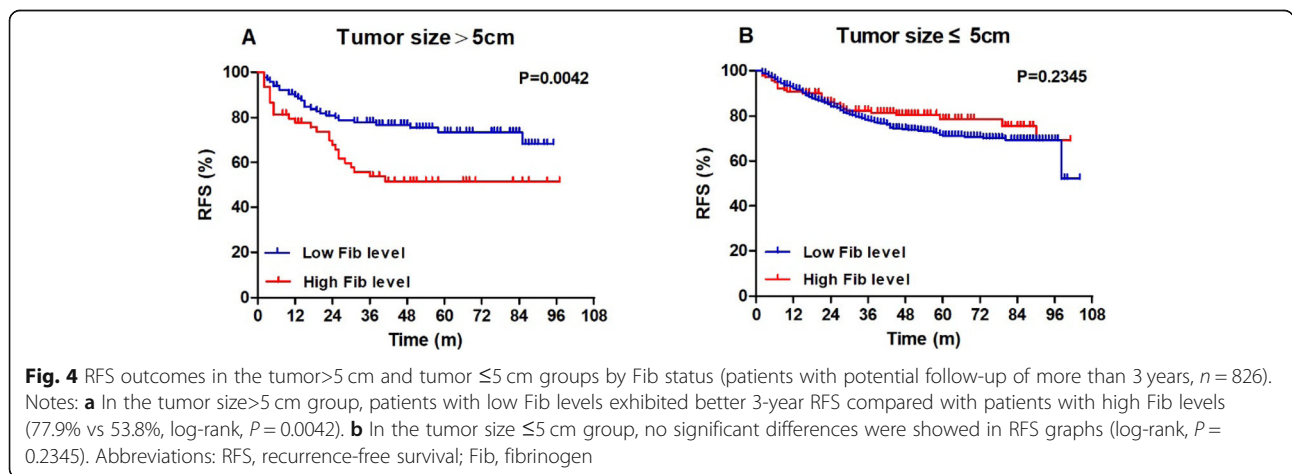 A Tumor size > 5cm
P=0.0042
100
80
60
40
20
0
RFS (%)
Low Fib level
High Fib level
0 12 24 36 48 60 72 84 96 108
Time (m)
B Tumor size ≤ 5cm
P=0.2345
100
80
60
40
20
0
RFS (%)
Low Fib level
High Fib level
0 12 24 36 48 60 72 84 96 108
Time (m)
Fig. 4 RFS outcomes in the tumor>5 cm and tumor ≤5 cm groups by Fib status (patients with potential follow-up of more than 3 years, n = 826).
Notes: a In the tumor size>5 cm group, patients with low Fib levels exhibited better 3-year RFS compared with patients with high Fib levels
(77.9% vs 53.8%, log-rank, P = 0.0042). b In the tumor size ≤5 cm group, no significant differences were showed in RFS graphs (log-rank, P =
0.2345). Abbreviations: RFS, recurrence-free survival; Fib, fibrinogen